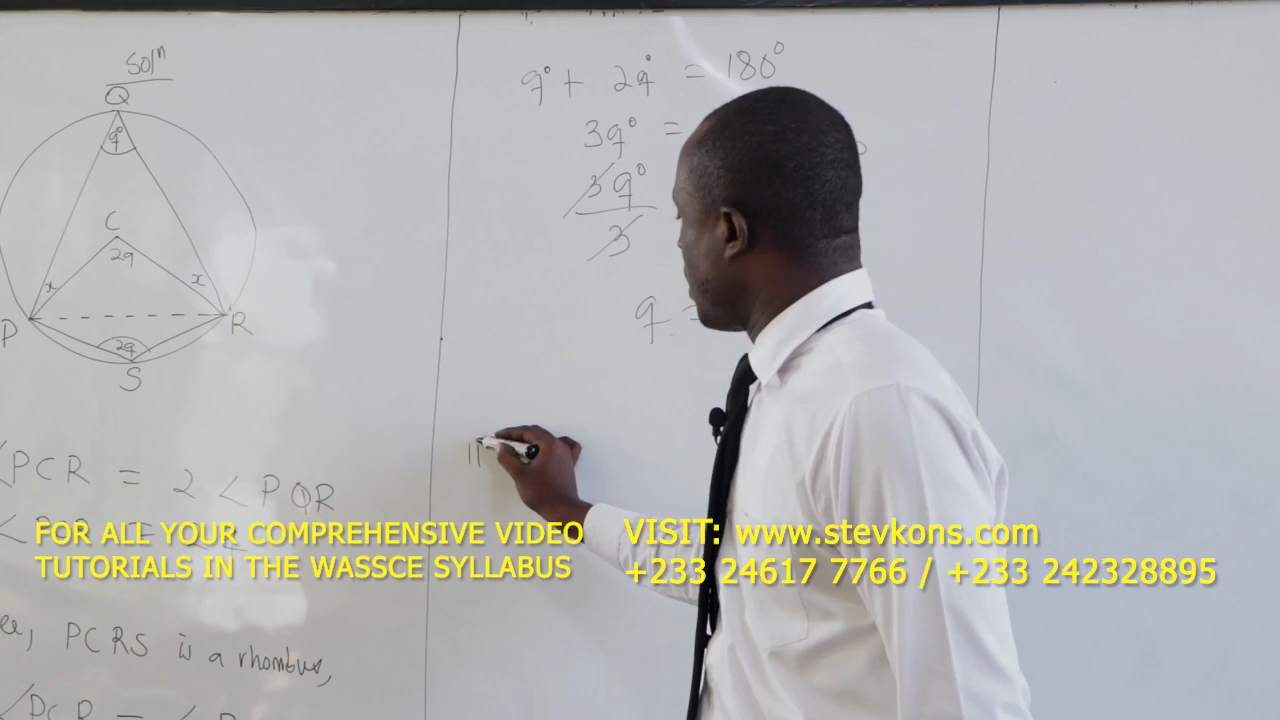 Soln
Q
q°
C
2q
x
x
P
R
2q
S
<PCR = 2 <PQR
PCRS is a rhombus,
q° + 2q° = 180°
3q° =
3q°
3
q =
FOR ALL YOUR COMPREHENSIVE VIDEO
TUTORIALS IN THE WASSCE SYLLABUS
VISIT: www.stevkons.com
+233 24617 7766 / +233 242328895